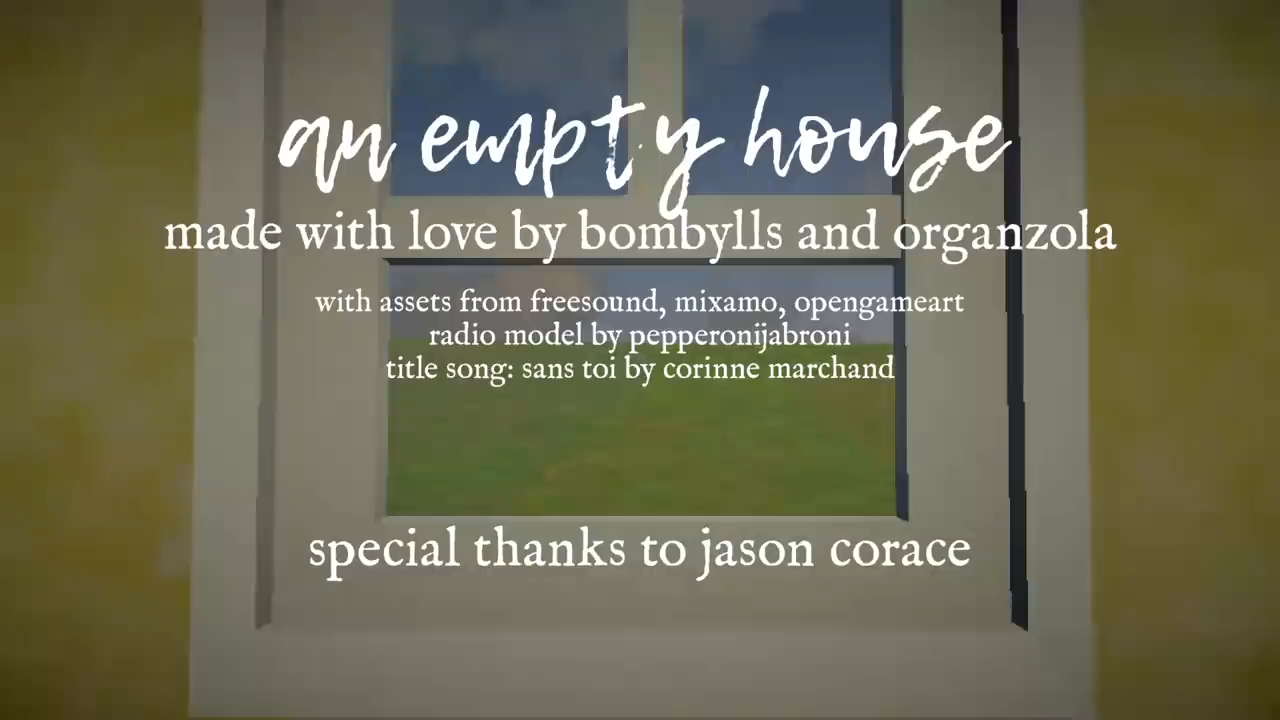 an empty house
made with love by bombylls and organzola
with assets from freesound, mixamo, opengameart
radio model by pepperonijabroni
title song: sans toi by corinne marchand
special thanks to jason corace